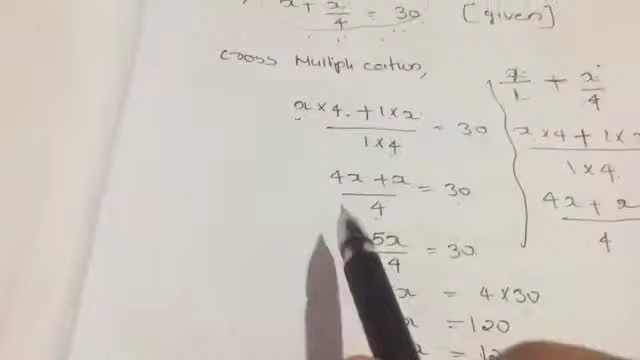 x + x/4 = 30 [given]
cross Multiplication,
x × 4 + 1 × x / 1 × 4 = 30
4x + x / 4 = 30
5x / 4 = 30
x = 4 × 30
x = 120
x/1 + x/4
x × 4 + 1 ×
1 × 4
4x + x
4